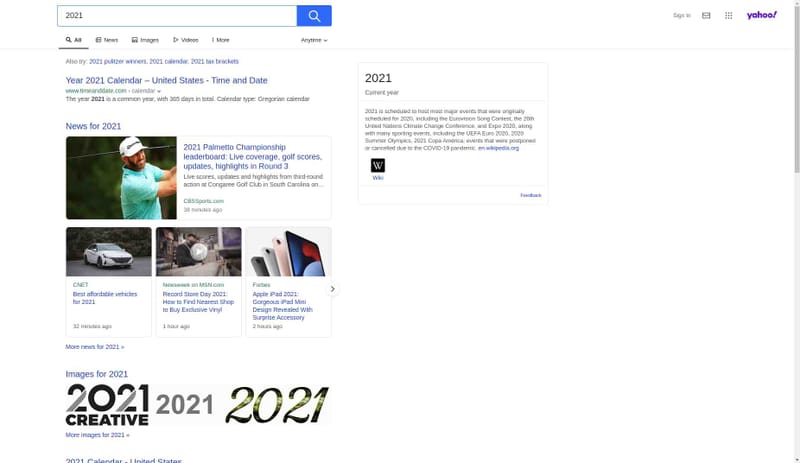 2021
Sign In
yahoo!
All
News
Images
Videos
More
Anytime
Also try: 2021 pulitzer winners, 2021 calendar, 2021 tax brackets
Year 2021 Calendar – United States - Time and Date
www.timeanddate.com › calendar
The year 2021 is a common year, with 365 days in total. Calendar type: Gregorian calendar
News for 2021
2021 Palmetto Championship
leaderboard: Live coverage, golf scores,
updates, highlights in Round 3
Live scores, updates and highlights from third-round
action at Congaree Golf Club in South Carolina on...
CBSSports.com
38 minutes ago
CNET
Best affordable vehicles
for 2021
32 minutes ago
Newsweek on MSN.com
Record Store Day 2021:
How to Find Nearest Shop
to Buy Exclusive Vinyl
1 hour ago
Forbes
Apple iPad 2021:
Gorgeous iPad Mini
Design Revealed With
Surprise Accessory
2 hours ago
More news for 2021 »
Images for 2021
2021
CREATIVE
2021
2021
More images for 2021 »
2021 Calendar - United States
2021
Current year
2021 is scheduled to host most major events that were originally
scheduled for 2020, including the Eurovision Song Contest, the 26th
United Nations Climate Change Conference, and Expo 2020, along
with many sporting events, including the UEFA Euro 2020, 2020
Summer Olympics, 2021 Copa América; events that were postponed
or cancelled due to the COVID-19 pandemic. en.wikipedia.org
W
Wiki
Feedback